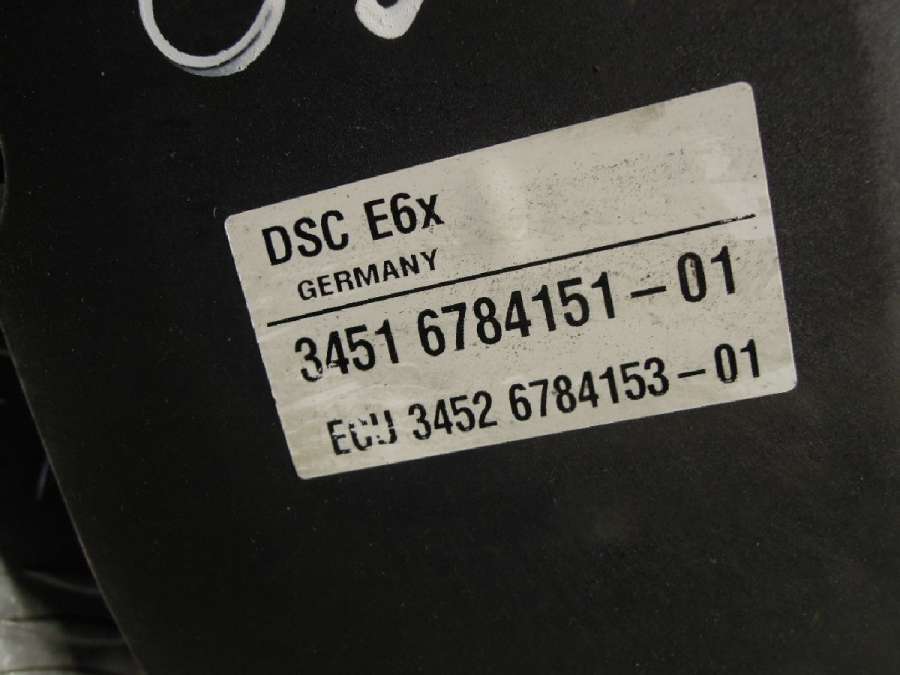 DSC E6x
GERMANY
3451 6784151-01
ECU 3452 6784153-01